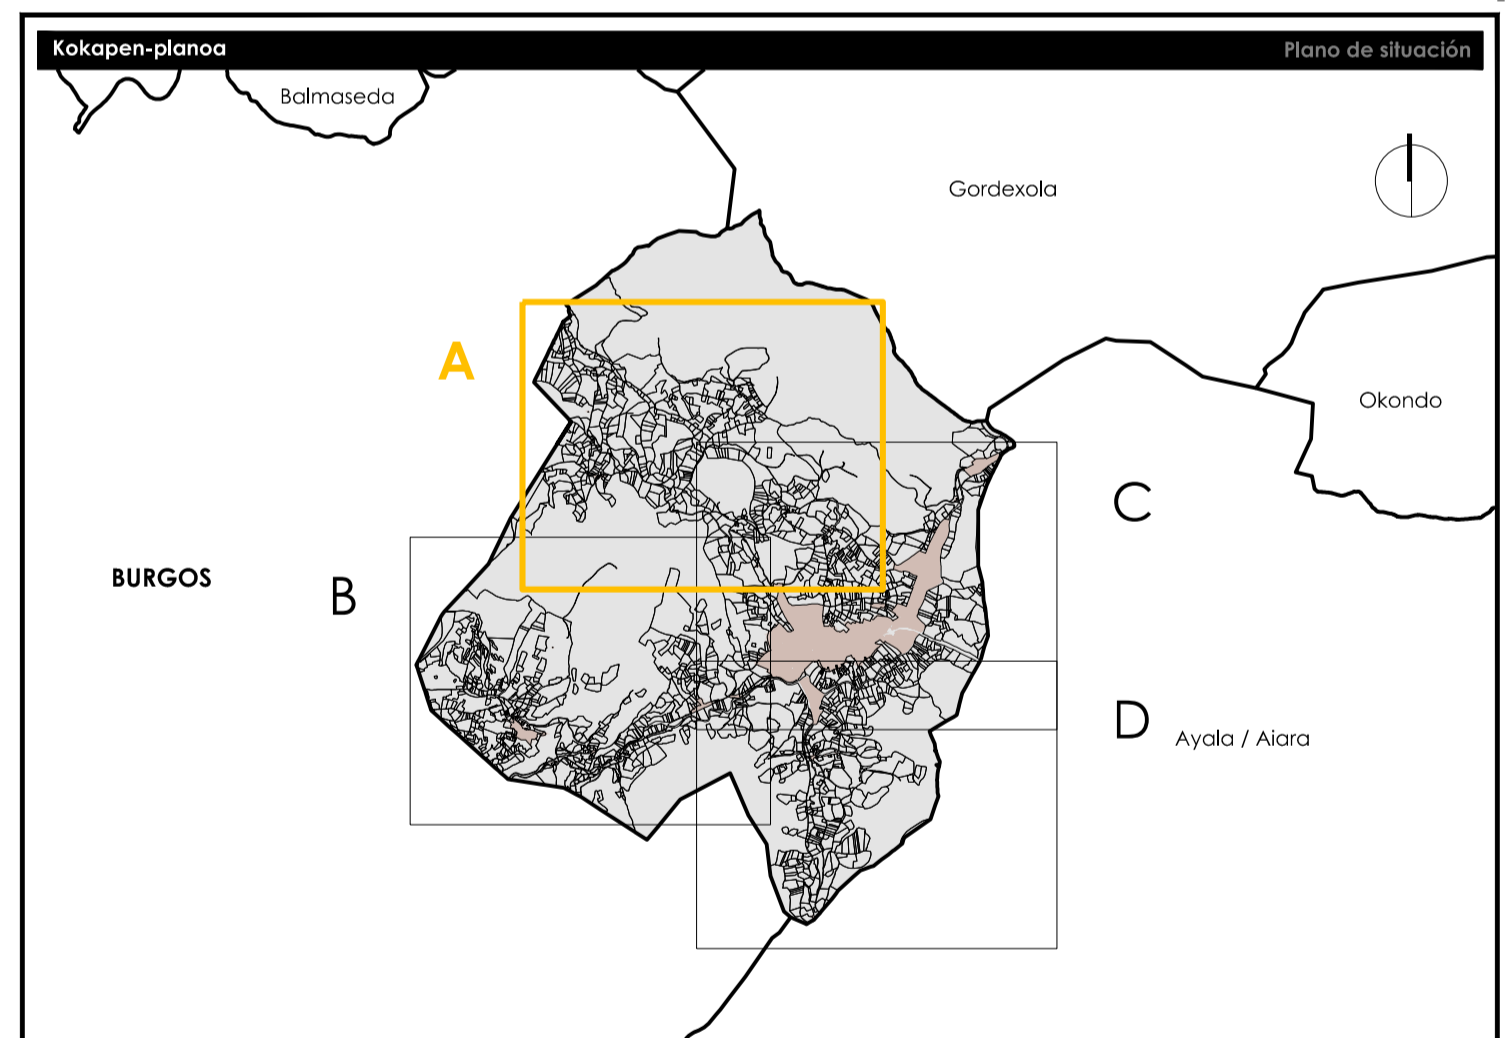 Kokapen-planoa
Plano de situación
Balmaseda
Gordexola
A
Okondo
C
BURGOS
B
D
Ayala / Aiara